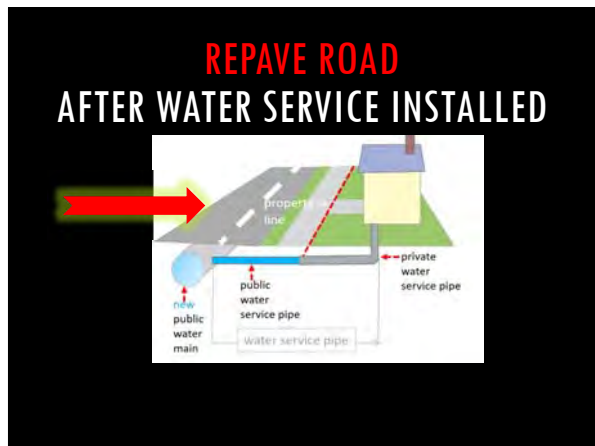 REPAVE ROAD
AFTER WATER SERVICE INSTALLED
property
line
new
public
water
main
public
water
service pipe
private
water
service pipe
water service pipe